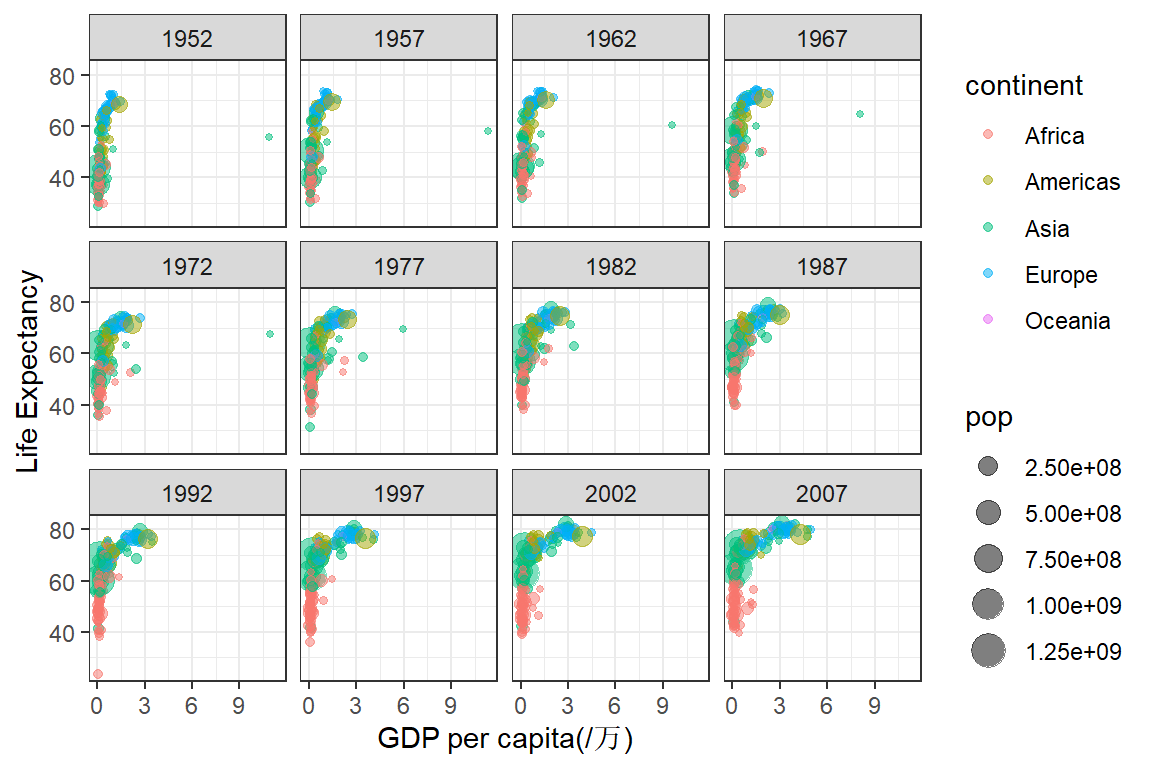 1952 1957 1962 1967
80
60
40
1972 1977 1982 1987
80
60
40
1992 1997 2002 2007
80
60
40
0 3 6 9 0 3 6 9 0 3 6 9 0 3 6 9
GDP per capita(/万)
Life Expectancy
continent
Africa
Americas
Asia
Europe
Oceania
pop
2.50e+08
5.00e+08
7.50e+08
1.00e+09
1.25e+09